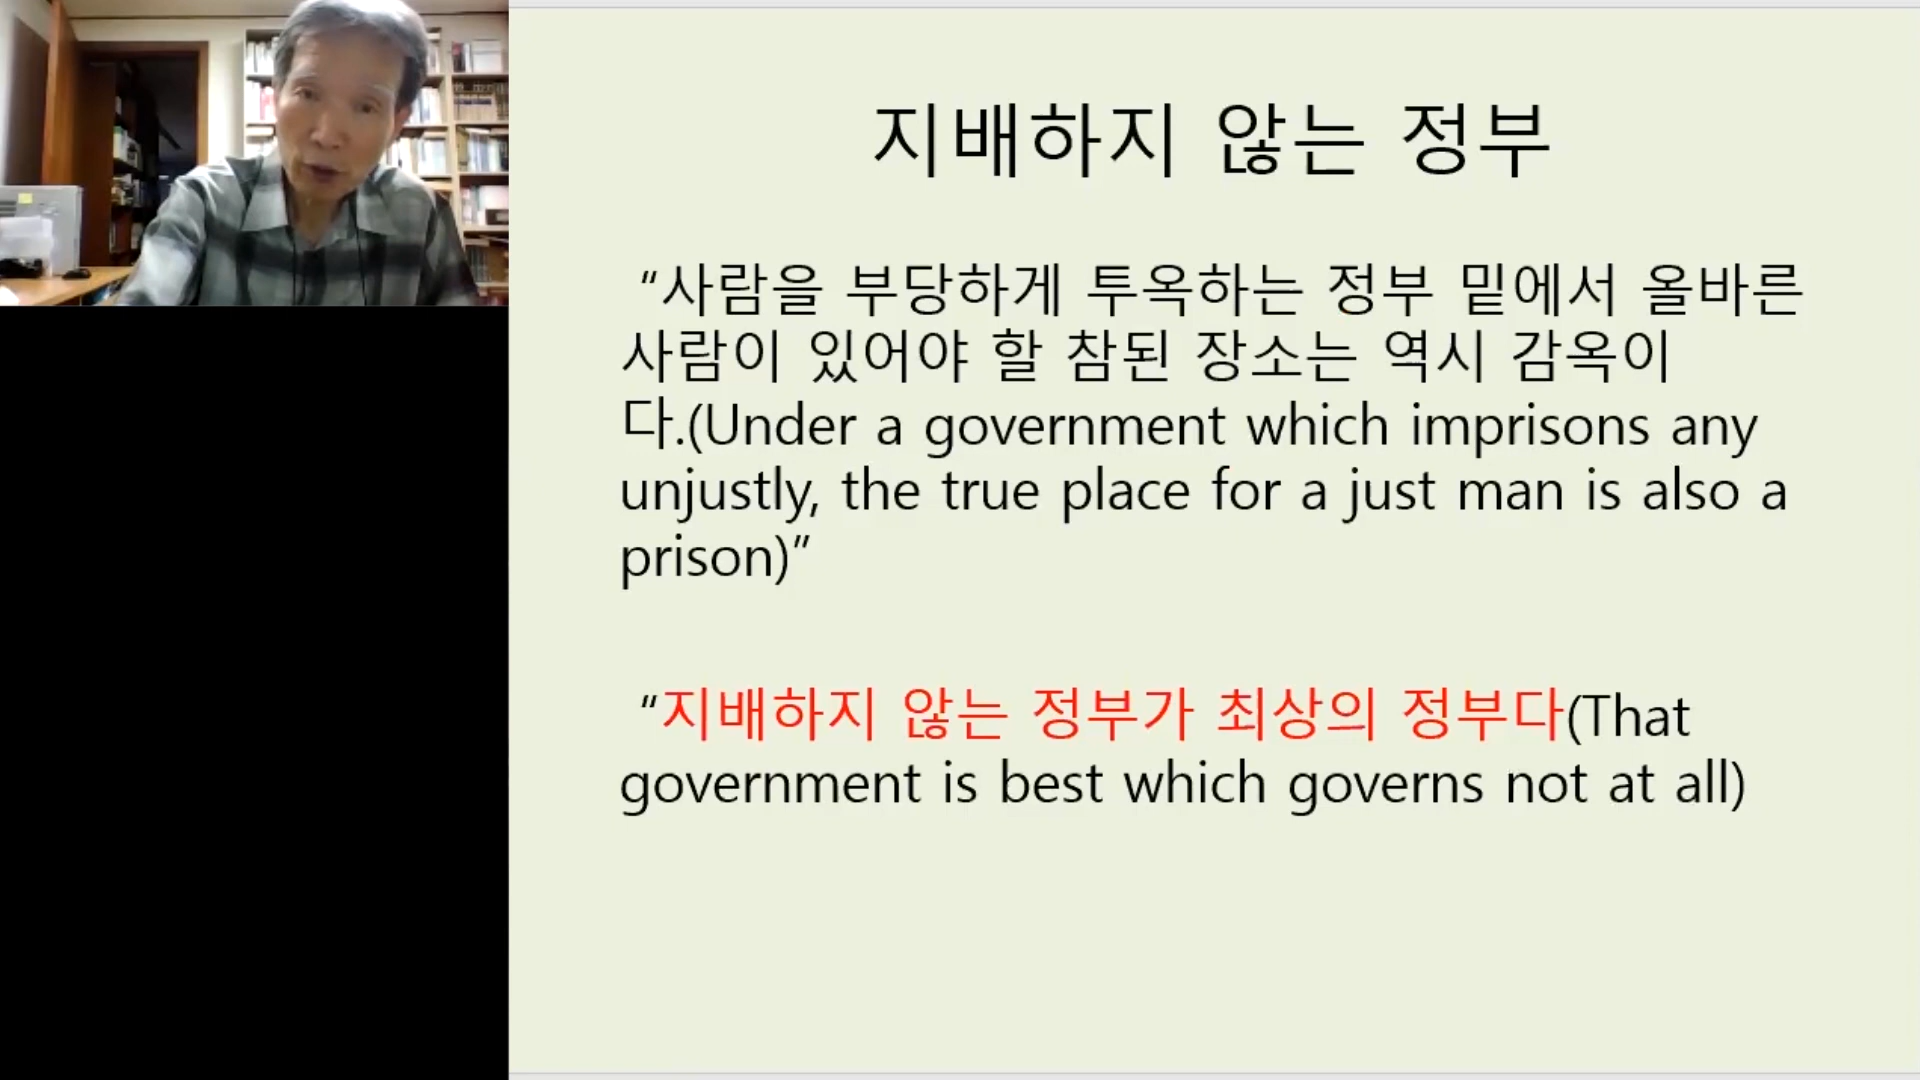 지배하지 않는 정부
“사람을 부당하게 투옥하는 정부 밑에서 올바른
사람이 있어야 할 참된 장소는 역시 감옥이
다.(Under a government which imprisons any
unjustly, the true place for a just man is also a
prison)”
“지배하지 않는 정부가 최상의 정부다(That
government is best which governs not at all)